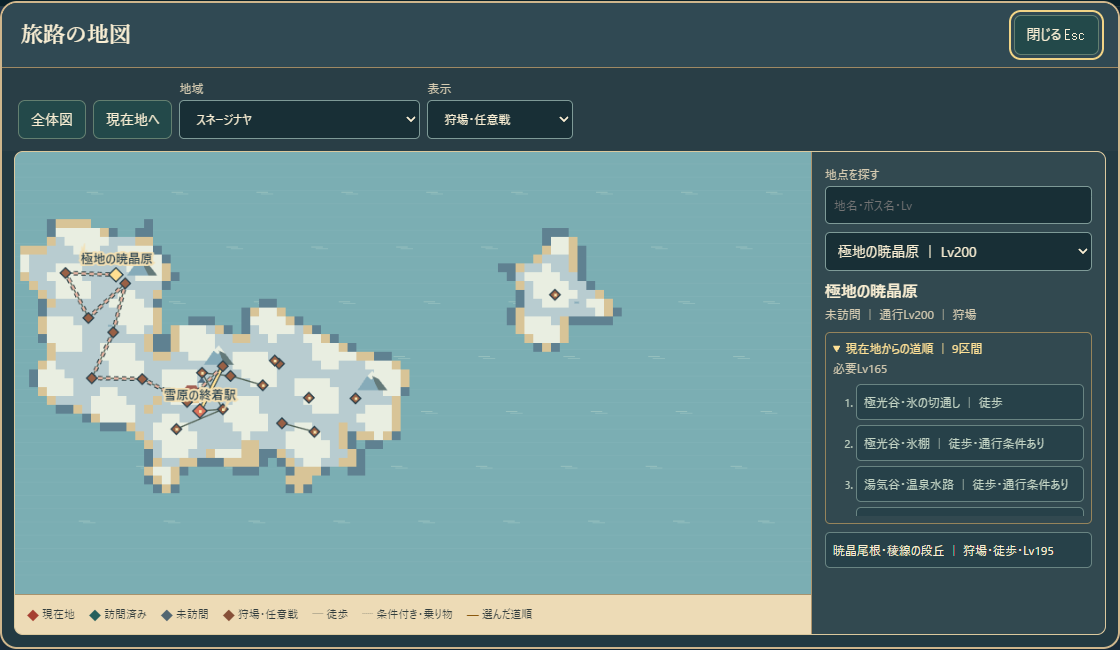 旅路の地図
閉じる Esc
全体図
現在地へ
地域
スネージナヤ
表示
狩場・任意戦
極地の暁晶原
雪原の終着駅
現在地
訪問済み
未訪問
狩場・任意戦
徒歩
条件付き・乗り物
選んだ道順
地点を探す
地名・ボス名・Lv
極地の暁晶原 | Lv200
極地の暁晶原
未訪問 | 通行Lv200 | 狩場
▼ 現在地からの道順 | 9区間
必要Lv165
1. 極光谷・氷の切通し | 徒歩
2. 極光谷・氷棚 | 徒歩・通行条件あり
3. 湯気谷・温泉水路 | 徒歩・通行条件あり
暁晶尾根・稜線の段丘 | 狩場・徒歩・Lv195